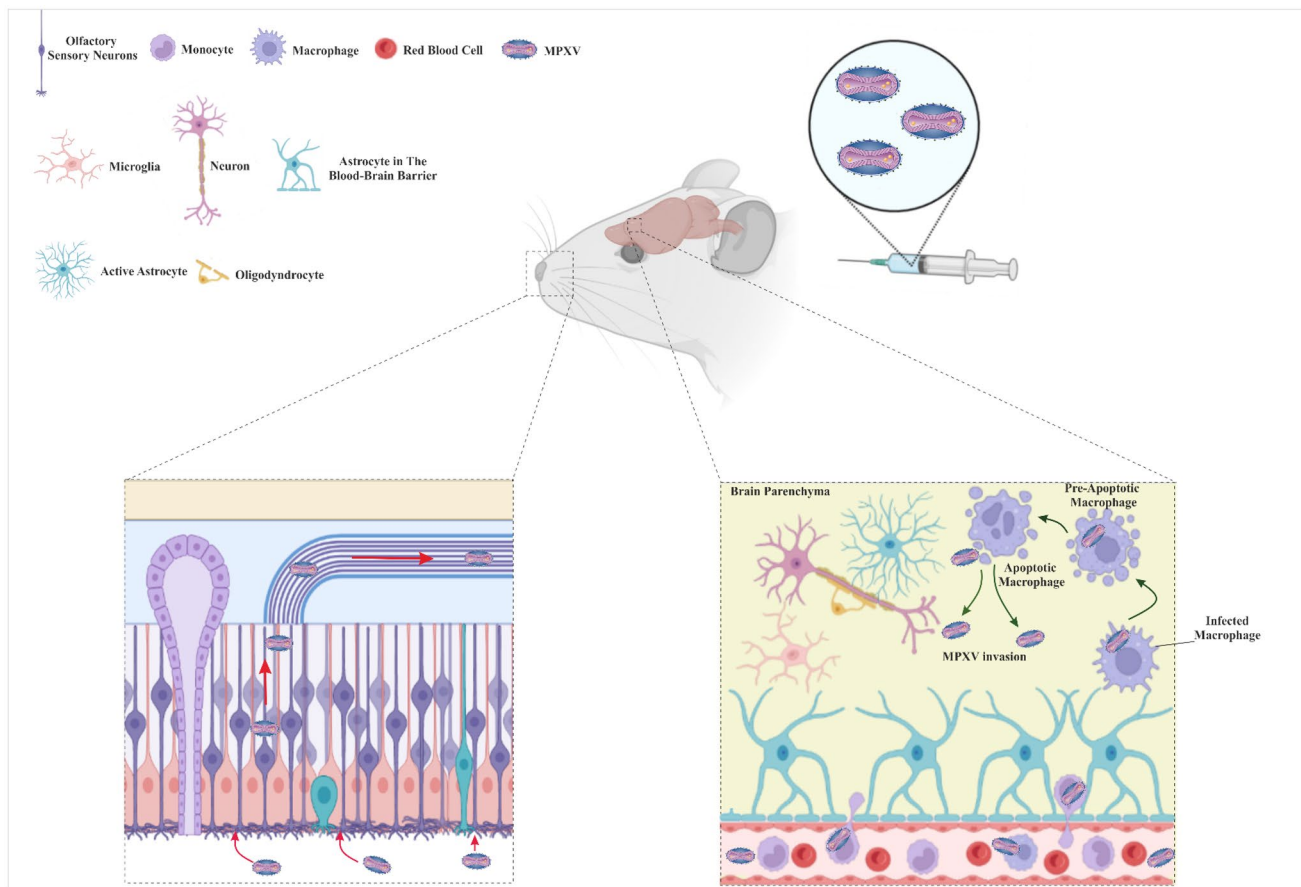 Olfactory
Sensory Neurons
Monocyte
Macrophage
Red Blood Cell
MPXV
Microglia
Neuron
Astrocyte in The
Blood-Brain Barrier
Active Astrocyte
Oligodyndrocyte
Brain Parenchyma
Pre-Apoptotic
Macrophage
Apoptotic
Macrophage
Infected
Macrophage
MPXV invasion